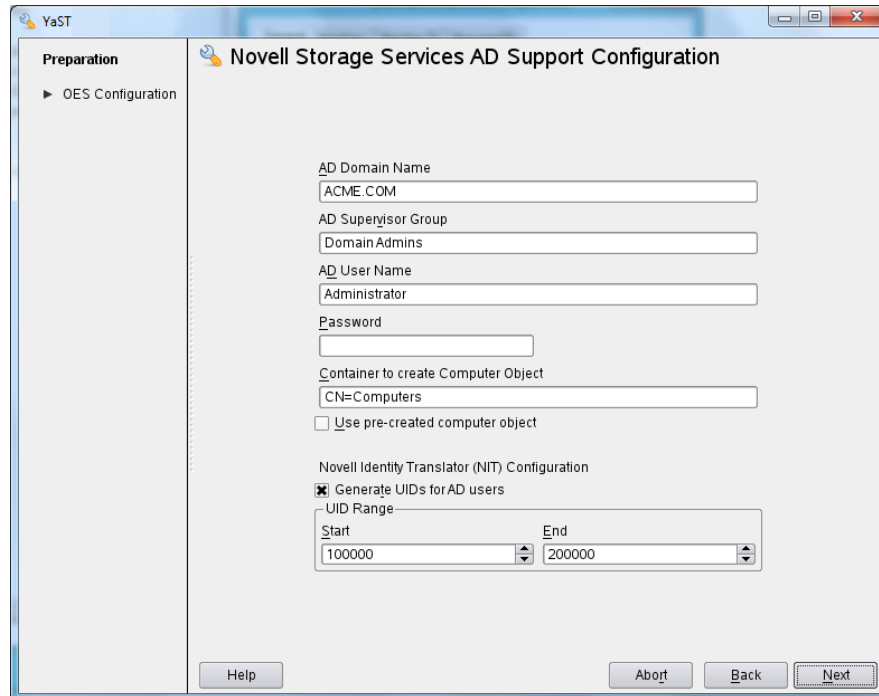 YaST
Preparation
OES Configuration
Novell Storage Services AD Support Configuration
AD Domain Name
ACME.COM
AD Supervisor Group
Domain Admins
AD User Name
Administrator
Password
Container to create Computer Object
CN=Computers
Use pre-created computer object
Novell Identity Translator (NIT) Configuration
Generate UIDs for AD users
UID Range
Start End
100000 200000
Help Abort Back Next